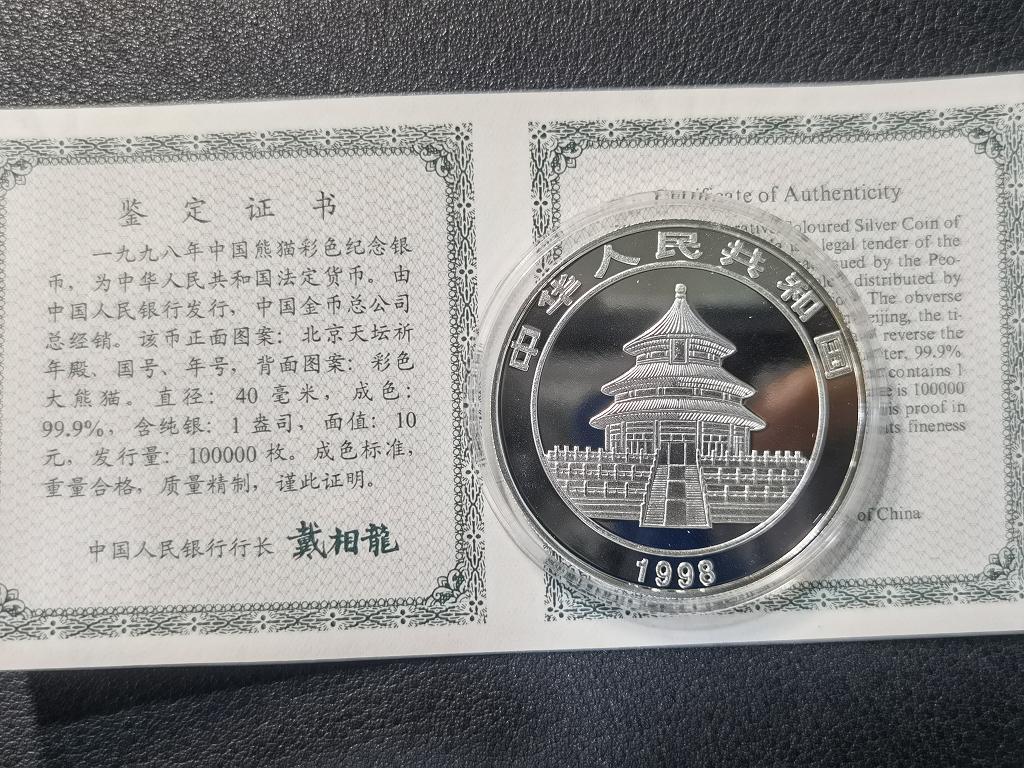 鉴定证书
一九九八年中国熊猫彩色纪念银
币，为中华人民共和国法定货币。由
中国人民银行发行，中国金币总公司
总经销。该币正面图案：北京天坛祈
年殿、国号、年号，背面图案：彩色
大熊猫。直径：40毫米，成色：
99.9%，含纯银：1盎司，面值：10
元，发行量：100000枚。成色标准，
重量合格，质量精制，谨此证明。
中国人民银行行长 戴相龍
Certificate of Authenticity
Coloured Silver Coin of
legal tender of the
by the Peo-
distributed by
The obverse
the ti-
reverse the
99.9%
contains 1
is 100000
proof in
fineness
of China
中华人民共和国
1998